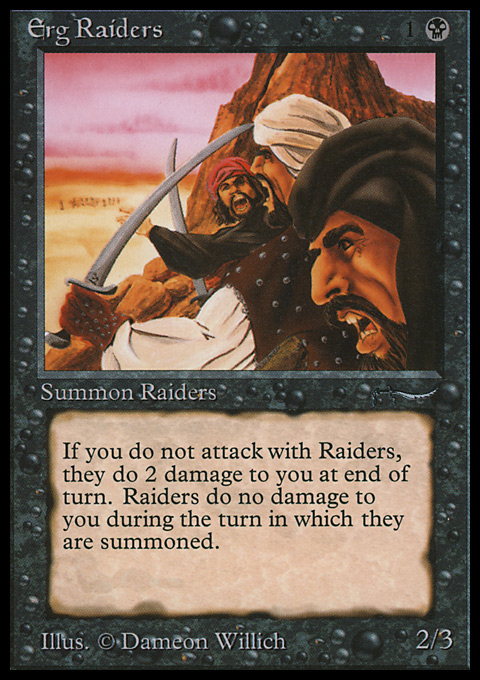 Erg Raiders 1
Summon Raiders
If you do not attack with Raiders,
they do 2 damage to you at end of
turn. Raiders do no damage to
you during the turn in which they
are summoned.
Illus. © Dameon Willich 2/3